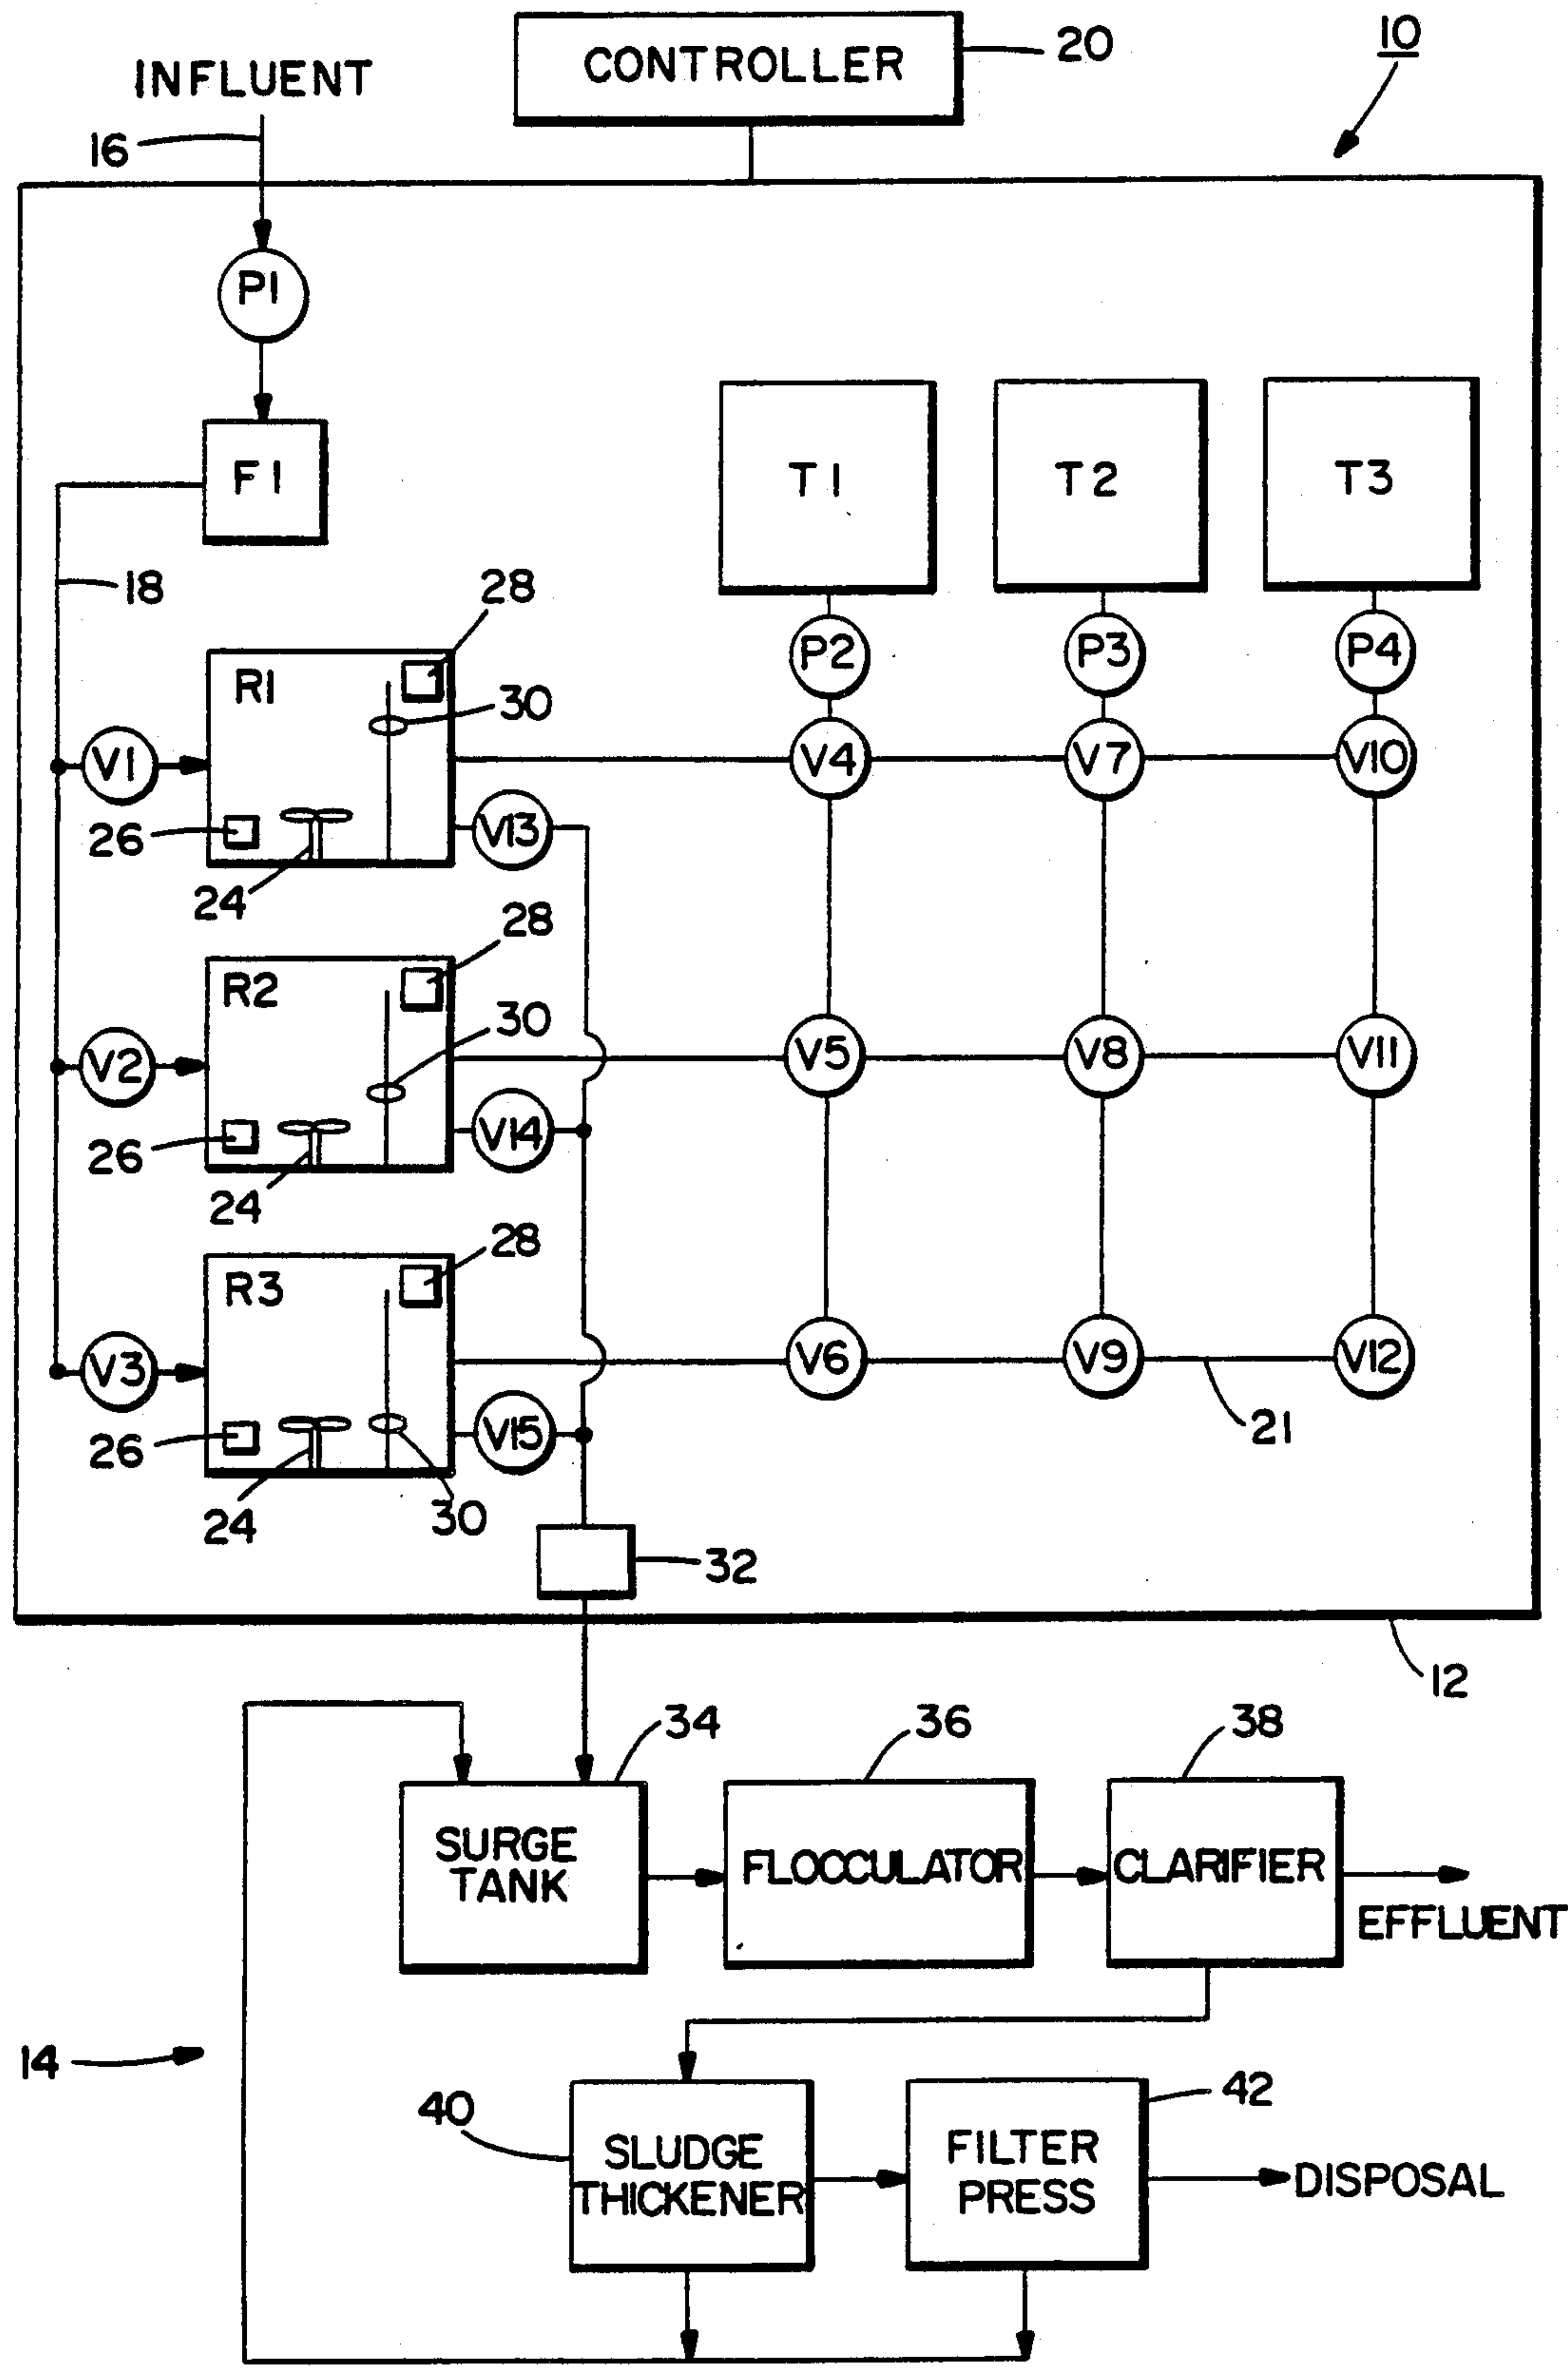 CONTROLLER
20
10
INFLUENT
16
P1
F1
T1
T2
T3
18
28
P2
P3
P4
R1
30
V1
V4
V7
V10
26
V13
24
28
R2
30
V2
V5
V8
V11
26
V14
24
28
R3
V3
V6
V9
V12
26
V15
21
24
30
32
12
34
36
38
SURGE
TANK
FLOCCULATOR
CLARIFIER
EFFLUENT
14
40
42
SLUDGE
THICKENER
FILTER
PRESS
DISPOSAL